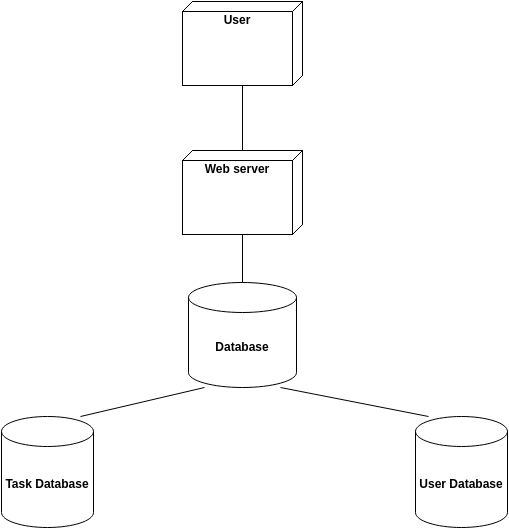 User
Web server
Database
Task Database
User Database